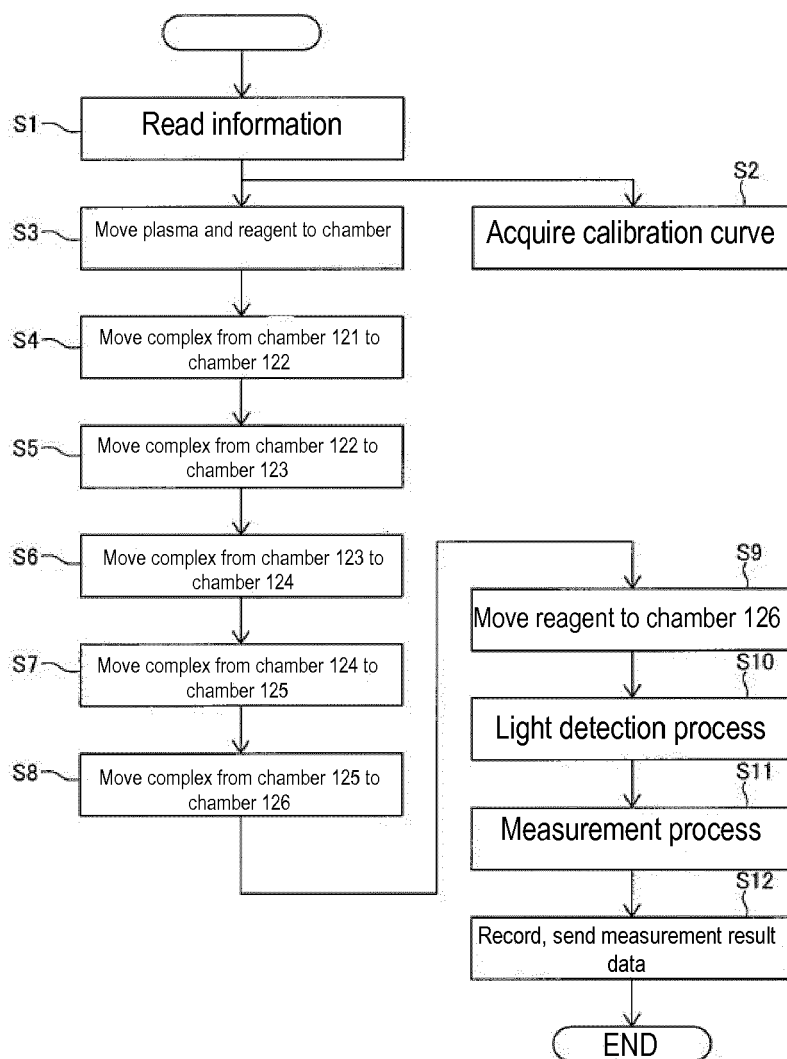 S1
Read information
S2
Acquire calibration curve
S3
Move plasma and reagent to chamber
S4
Move complex from chamber 121 to
chamber 122
S5
Move complex from chamber 122 to
chamber 123
S6
Move complex from chamber 123 to
chamber 124
S7
Move complex from chamber 124 to
chamber 125
S8
Move complex from chamber 125 to
chamber 126
S9
Move reagent to chamber 126
S10
Light detection process
S11
Measurement process
S12
Record, send measurement result
data
END